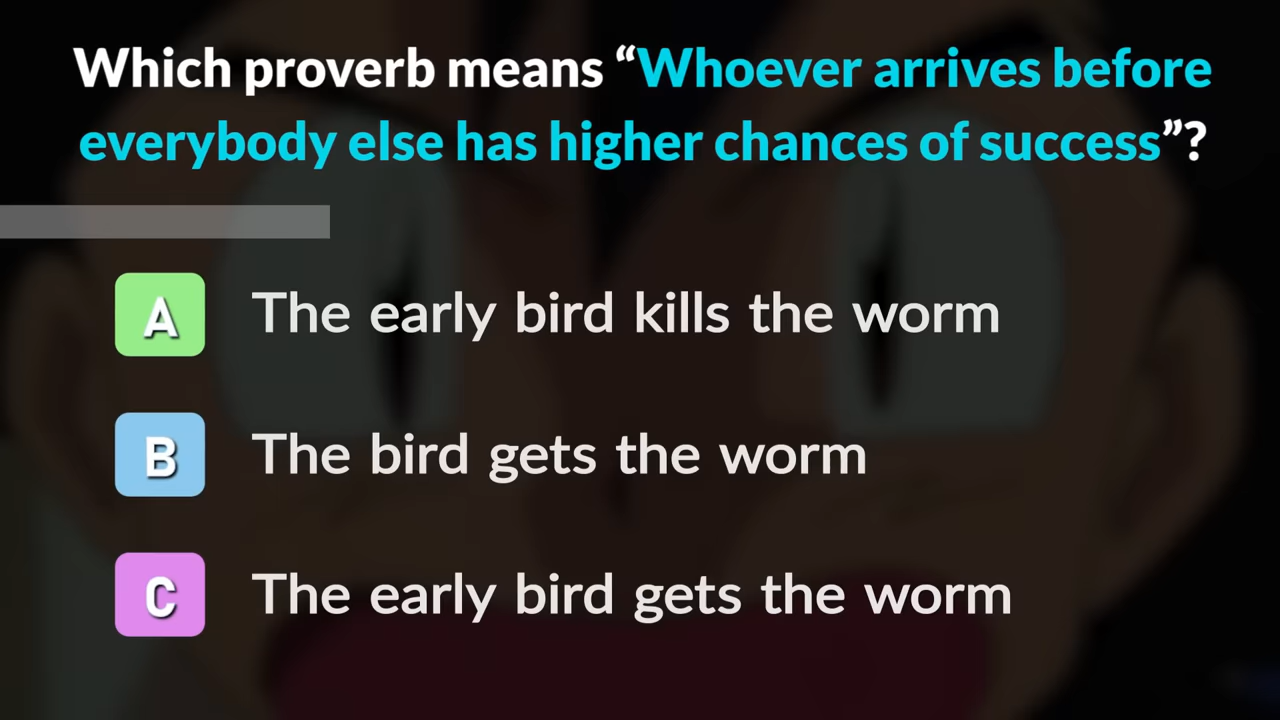 Which proverb means “Whoever arrives before
everybody else has higher chances of success”?
A The early bird kills the worm
B The bird gets the worm
C The early bird gets the worm